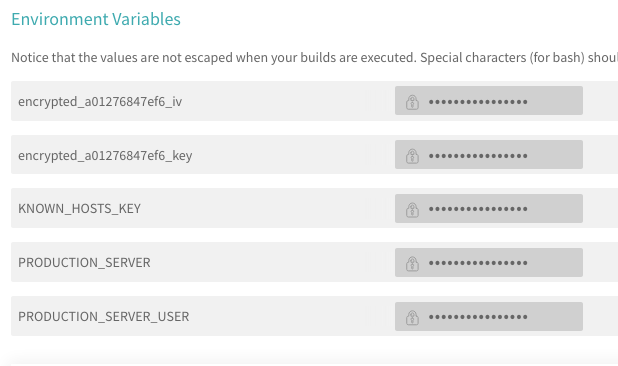 Environment Variables
Notice that the values are not escaped when your builds are executed. Special characters (for bash)
encrypted_a01276847ef6_iv ••••••••••••••••
encrypted_a01276847ef6_key ••••••••••••••••
KNOWN_HOSTS_KEY ••••••••••••••••
PRODUCTION_SERVER ••••••••••••••••
PRODUCTION_SERVER_USER ••••••••••••••••